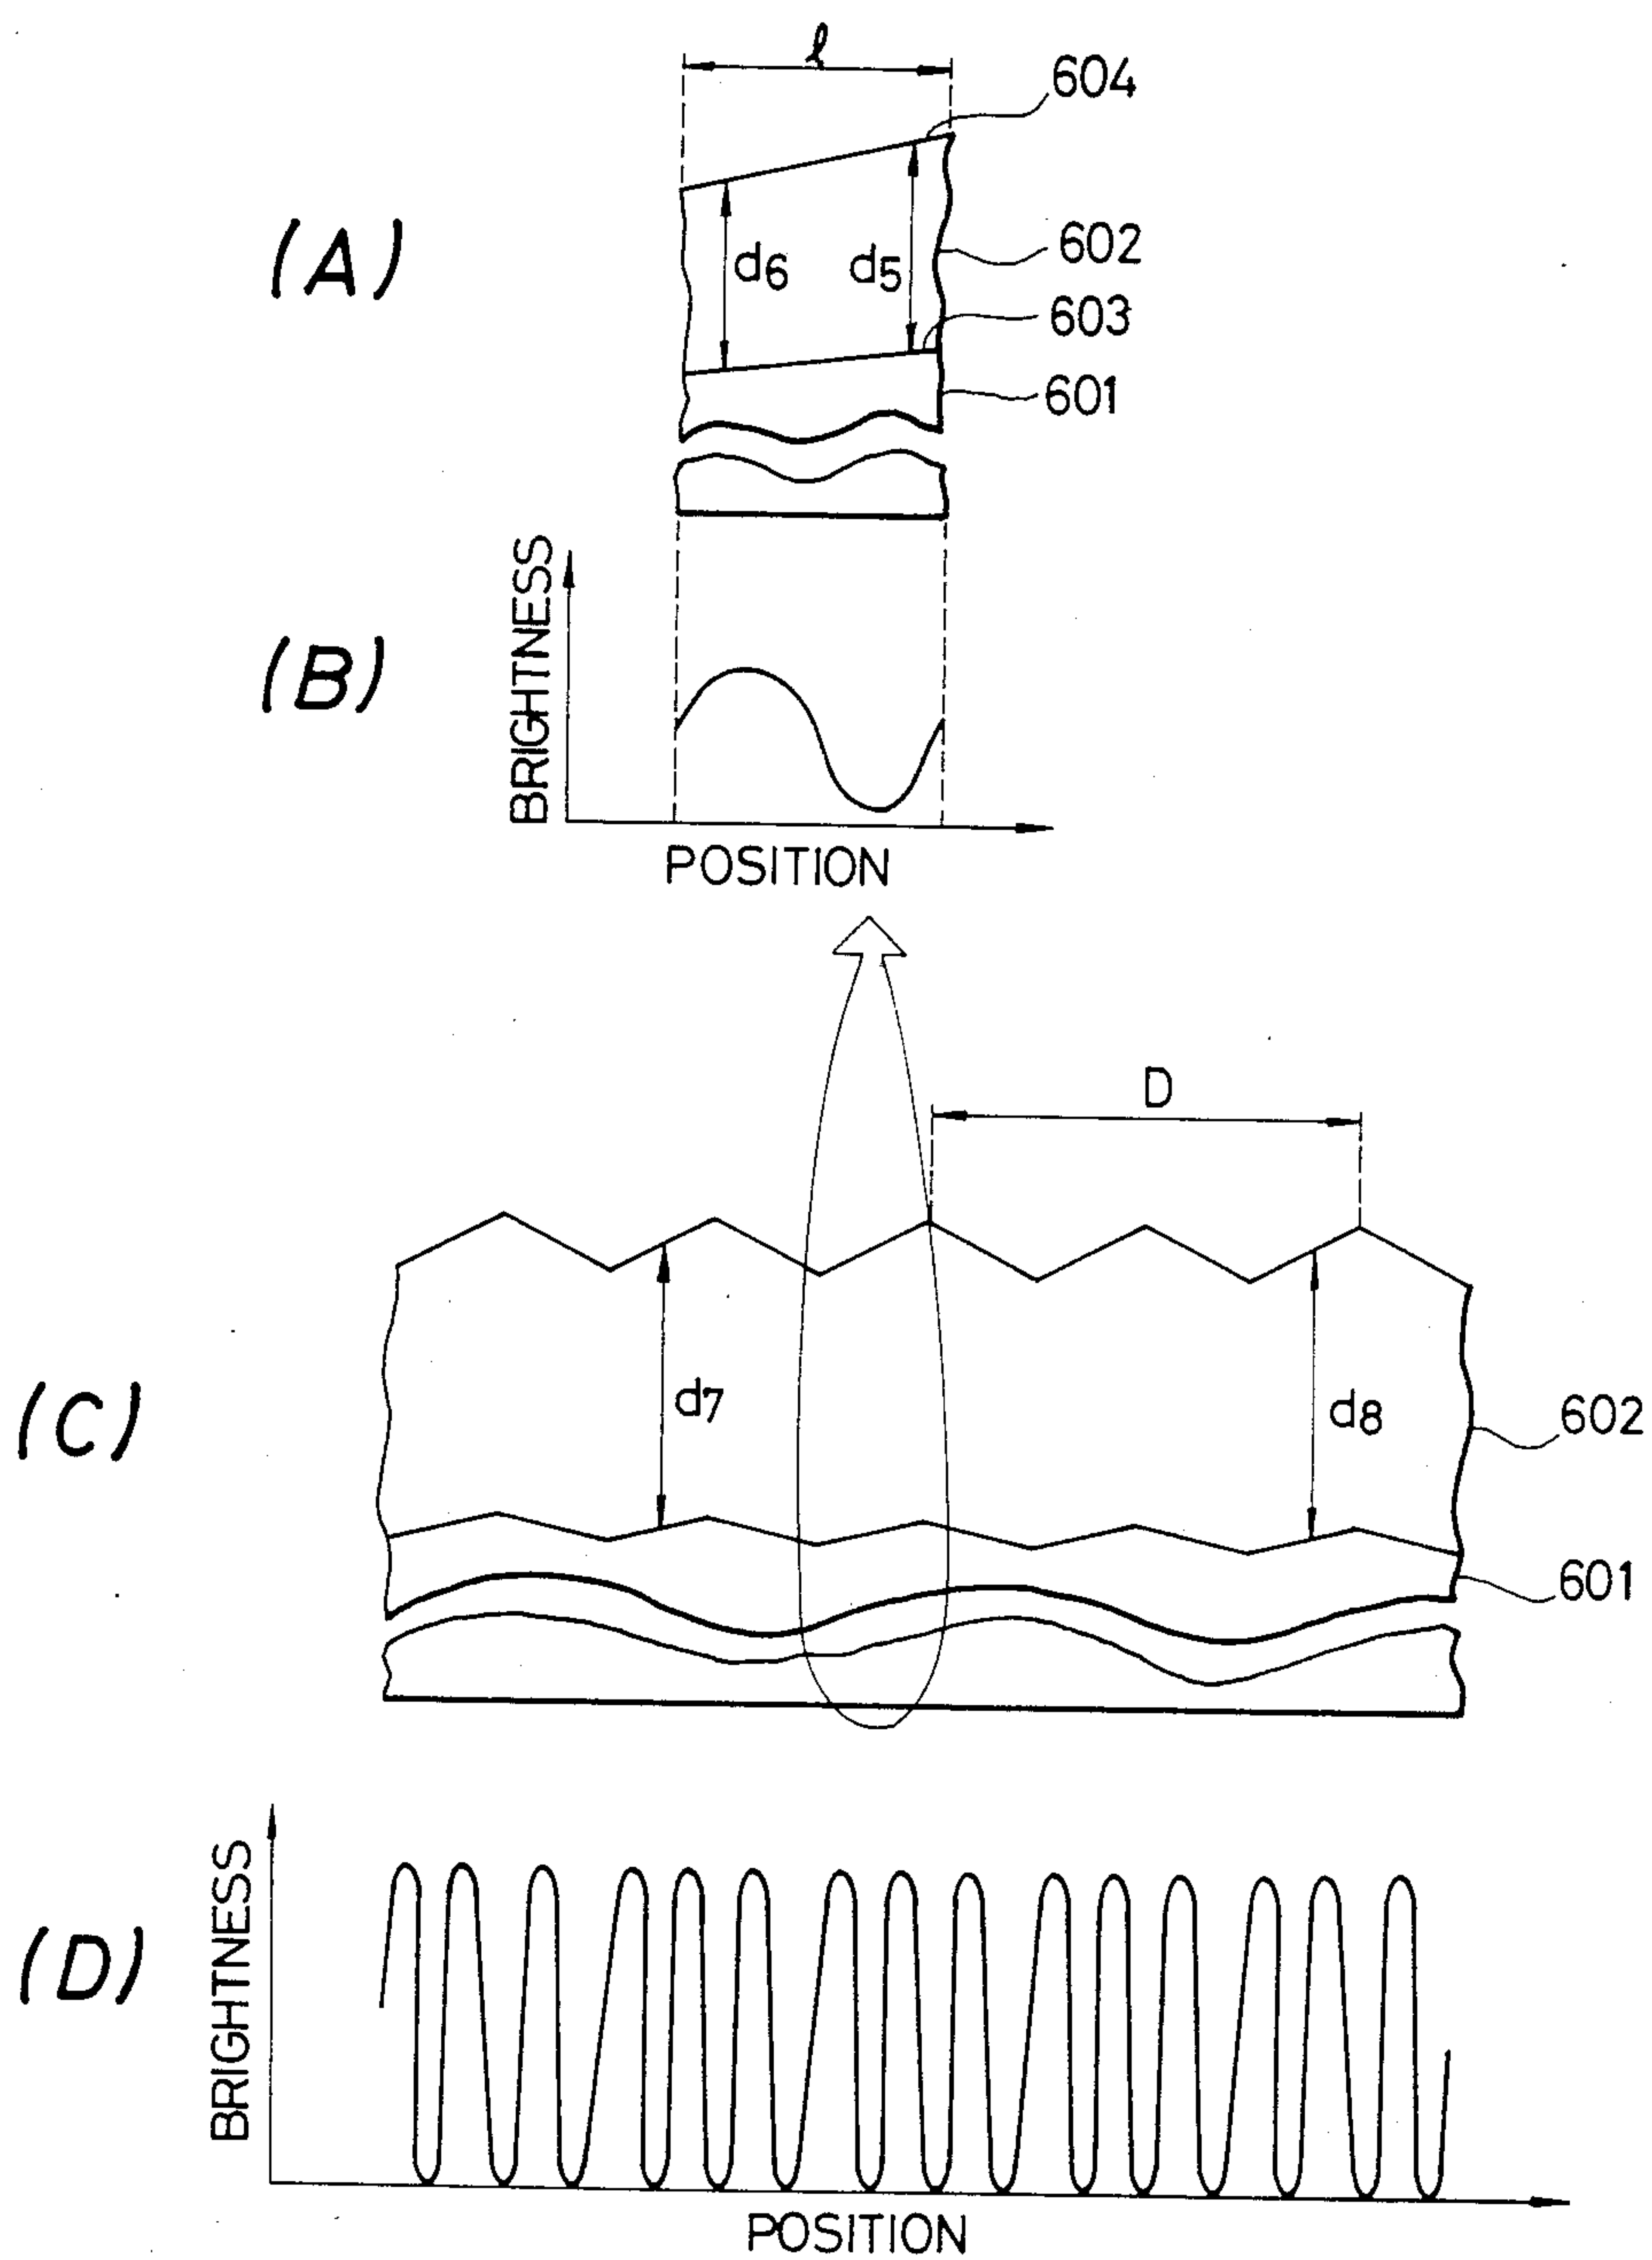 (A)
ℓ
604
d6
d5
602
603
601
(B)
BRIGHTNESS
POSITION
(C)
D
d7
d8
602
601
(D)
BRIGHTNESS
POSITION